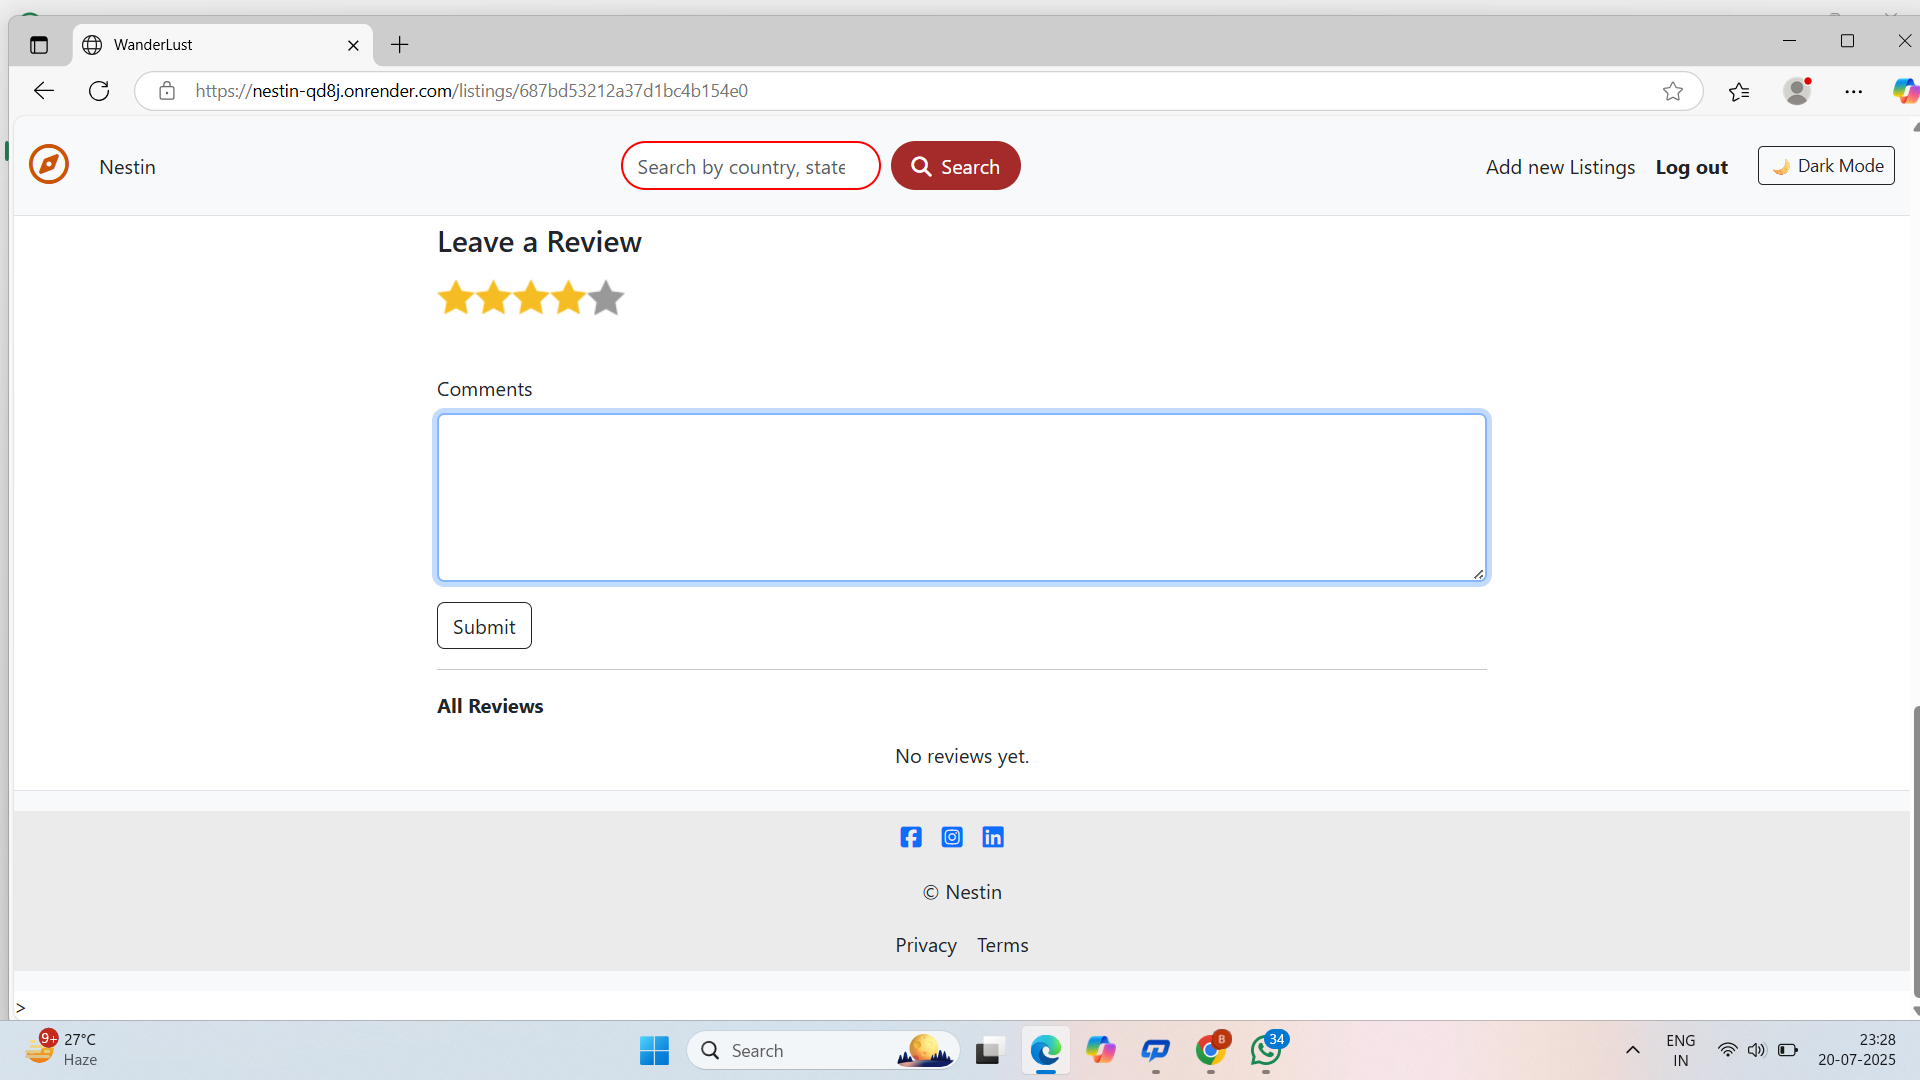 WanderLust
https://nestin-qd8j.onrender.com/listings/687bd53212a37d1bc4b154e0
Nestin
Search by country, state
Search
Add new Listings
Log out
Dark Mode
Leave a Review
Comments
Submit
All Reviews
No reviews yet.
© Nestin
Privacy Terms
>
9+
27°C
Haze
Search
B
34
ENG
IN
23:28
20-07-2025